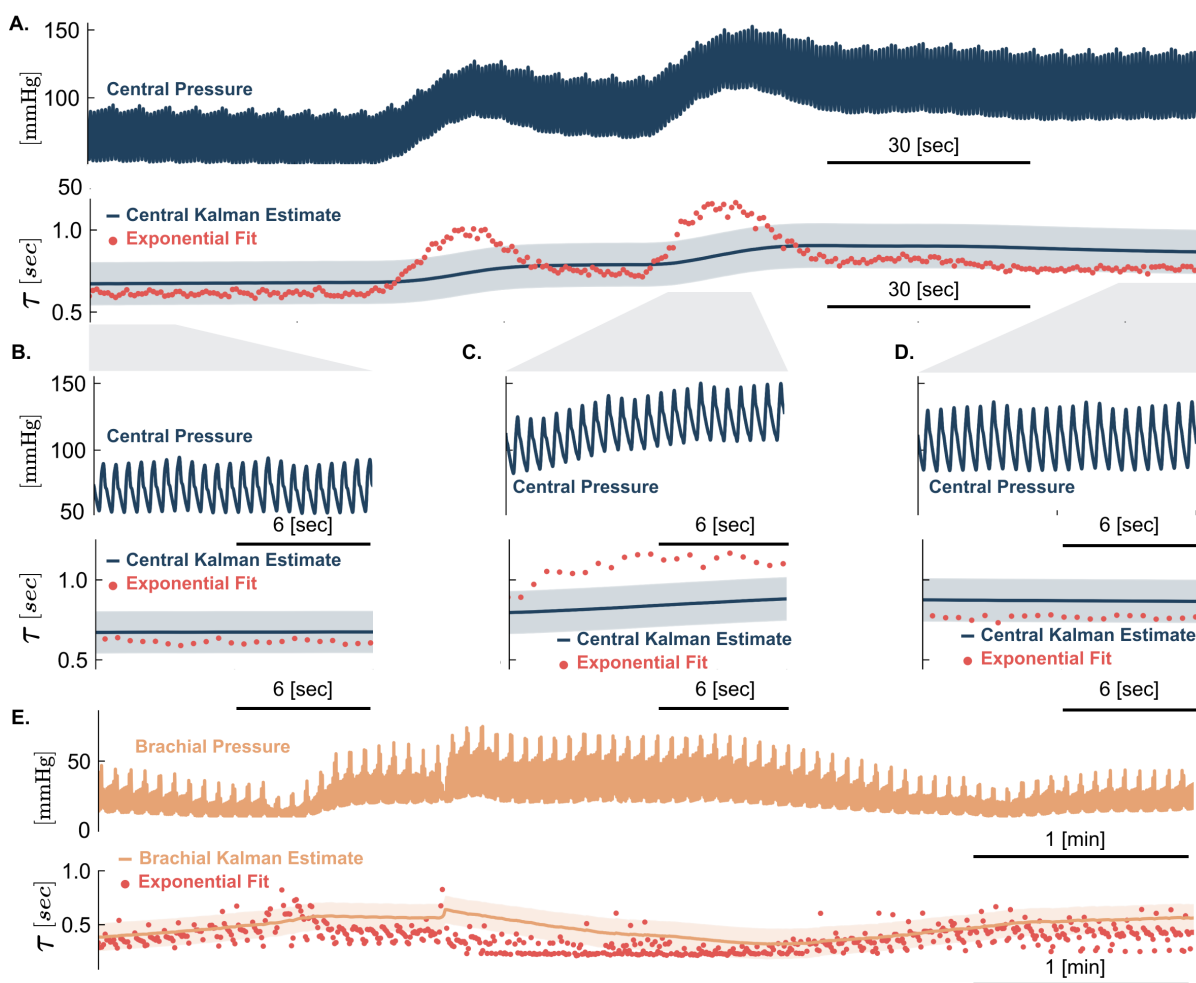 A.
150
Central Pressure
100
[mmHg]
30 [sec]
50
Central Kalman Estimate
1.0
Exponential Fit
τ [sec]
30 [sec]
0.5
B.
C.
D.
150
150
Central Pressure
100
[mmHg]
Central Pressure
Central Pressure
50
6 [sec]
6 [sec]
6 [sec]
Central Kalman Estimate
1.0
Exponential Fit
1.0
τ [sec]
Central Kalman Estimate
Central Kalman Estimate
0.5
Exponential Fit
Exponential Fit
6 [sec]
6 [sec]
6 [sec]
E.
Brachial Pressure
50
[mmHg]
0
1 [min]
Brachial Kalman Estimate
1.0
Exponential Fit
τ [sec]
0.5
1 [min]